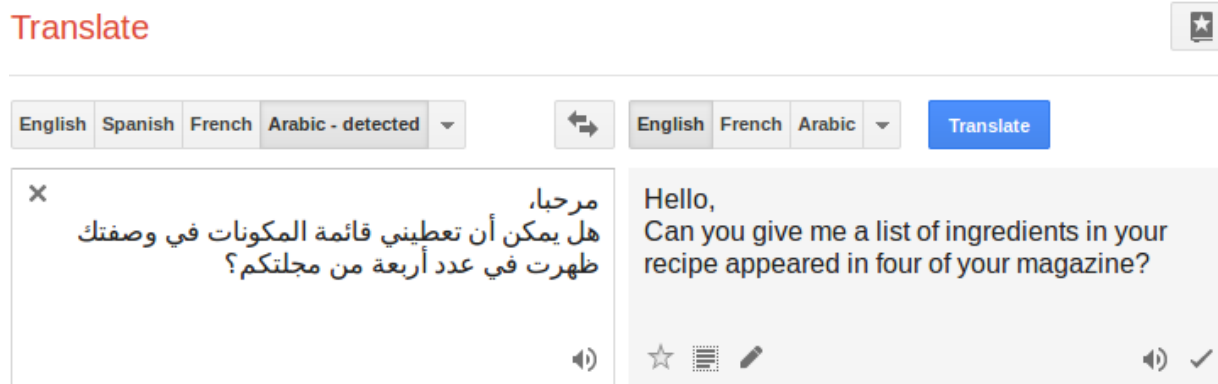 Translate
English Spanish French Arabic - detected
English French Arabic
Translate
مرحبا،
هل يمكن أن تعطيني قائمة المكونات في وصفتك
ظهرت في عدد أربعة من مجلتكم؟
Hello,
Can you give me a list of ingredients in your
recipe appeared in four of your magazine?